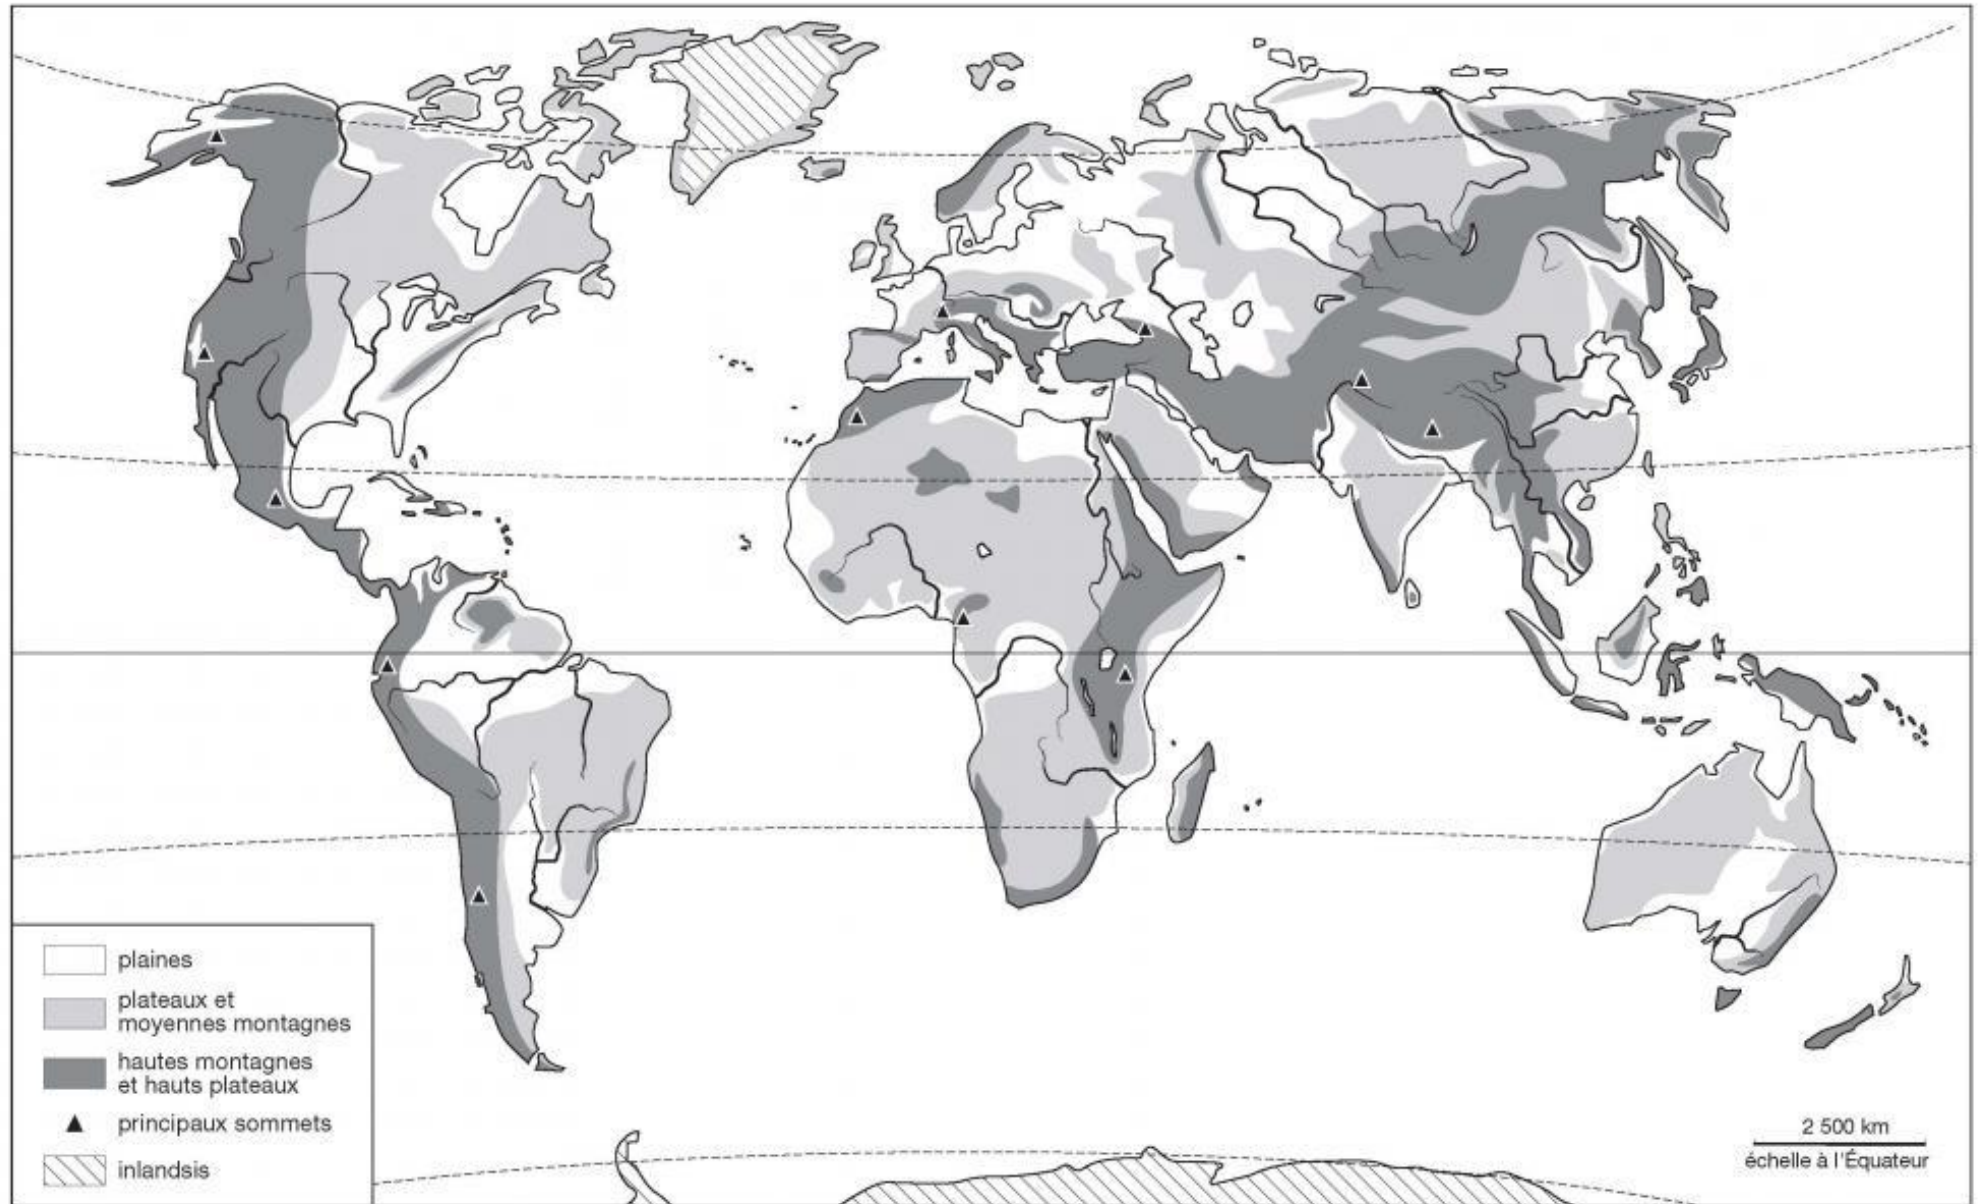 plaines
plateaux et
moyennes montagnes
hautes montagnes
et hauts plateaux
principaux sommets
inlandsis
2 500 km
échelle à l'Équateur